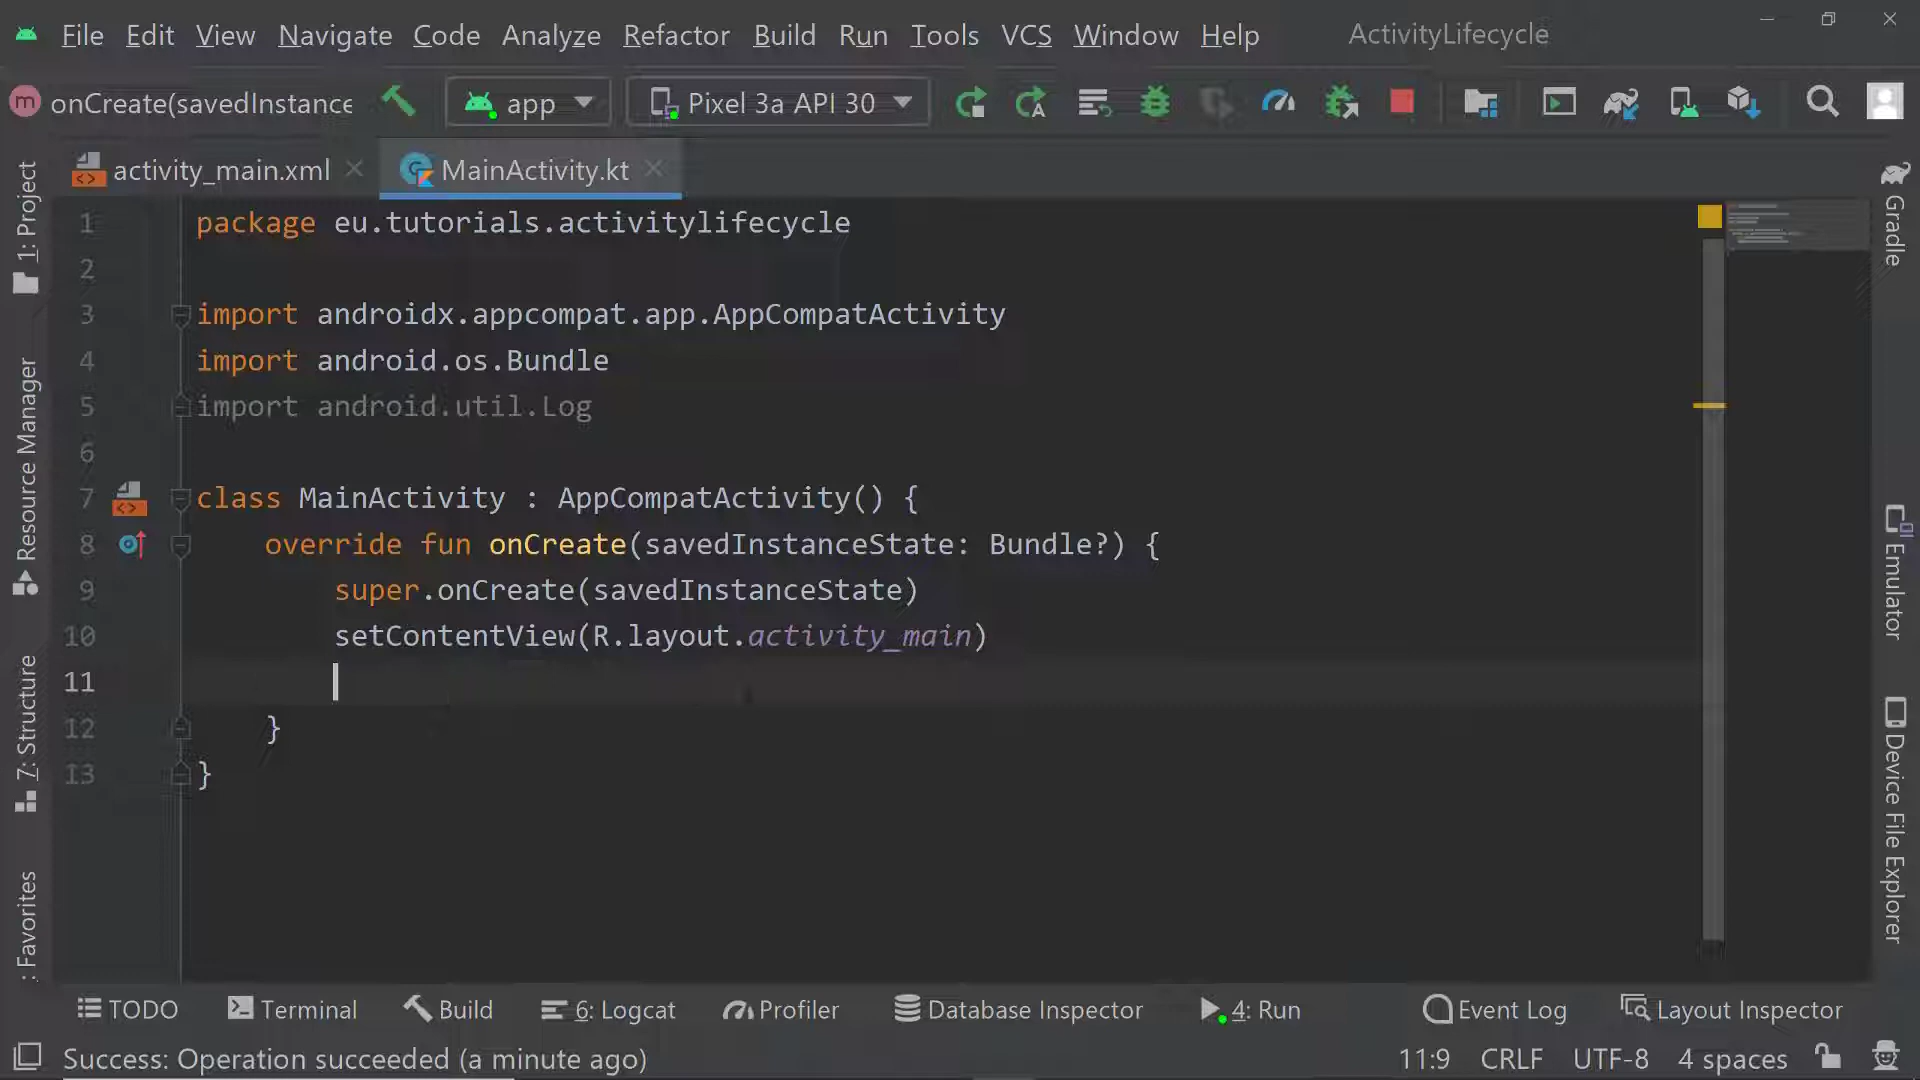 File Edit View Navigate Code Analyze Refactor Build Run Tools VCS Window Help ActivityLifecycle
m onCreate(savedInstance app Pixel 3a API 30
activity_main.xml MainActivity.kt
1 package eu.tutorials.activitylifecycle
2
3 import androidx.appcompat.app.AppCompatActivity
4 import android.os.Bundle
5 import android.util.Log
6
7 class MainActivity : AppCompatActivity() {
8 override fun onCreate(savedInstanceState: Bundle?) {
9 super.onCreate(savedInstanceState)
10 setContentView(R.layout.activity_main)
11
12 }
13 }
1: Project
Resource Manager
7: Structure
: Favorites
Gradle
Emulator
Device File Explorer
TODO Terminal Build 6: Logcat Profiler Database Inspector 4: Run Event Log Layout Inspector
Success: Operation succeeded (a minute ago) 11:9 CRLF UTF-8 4 spaces